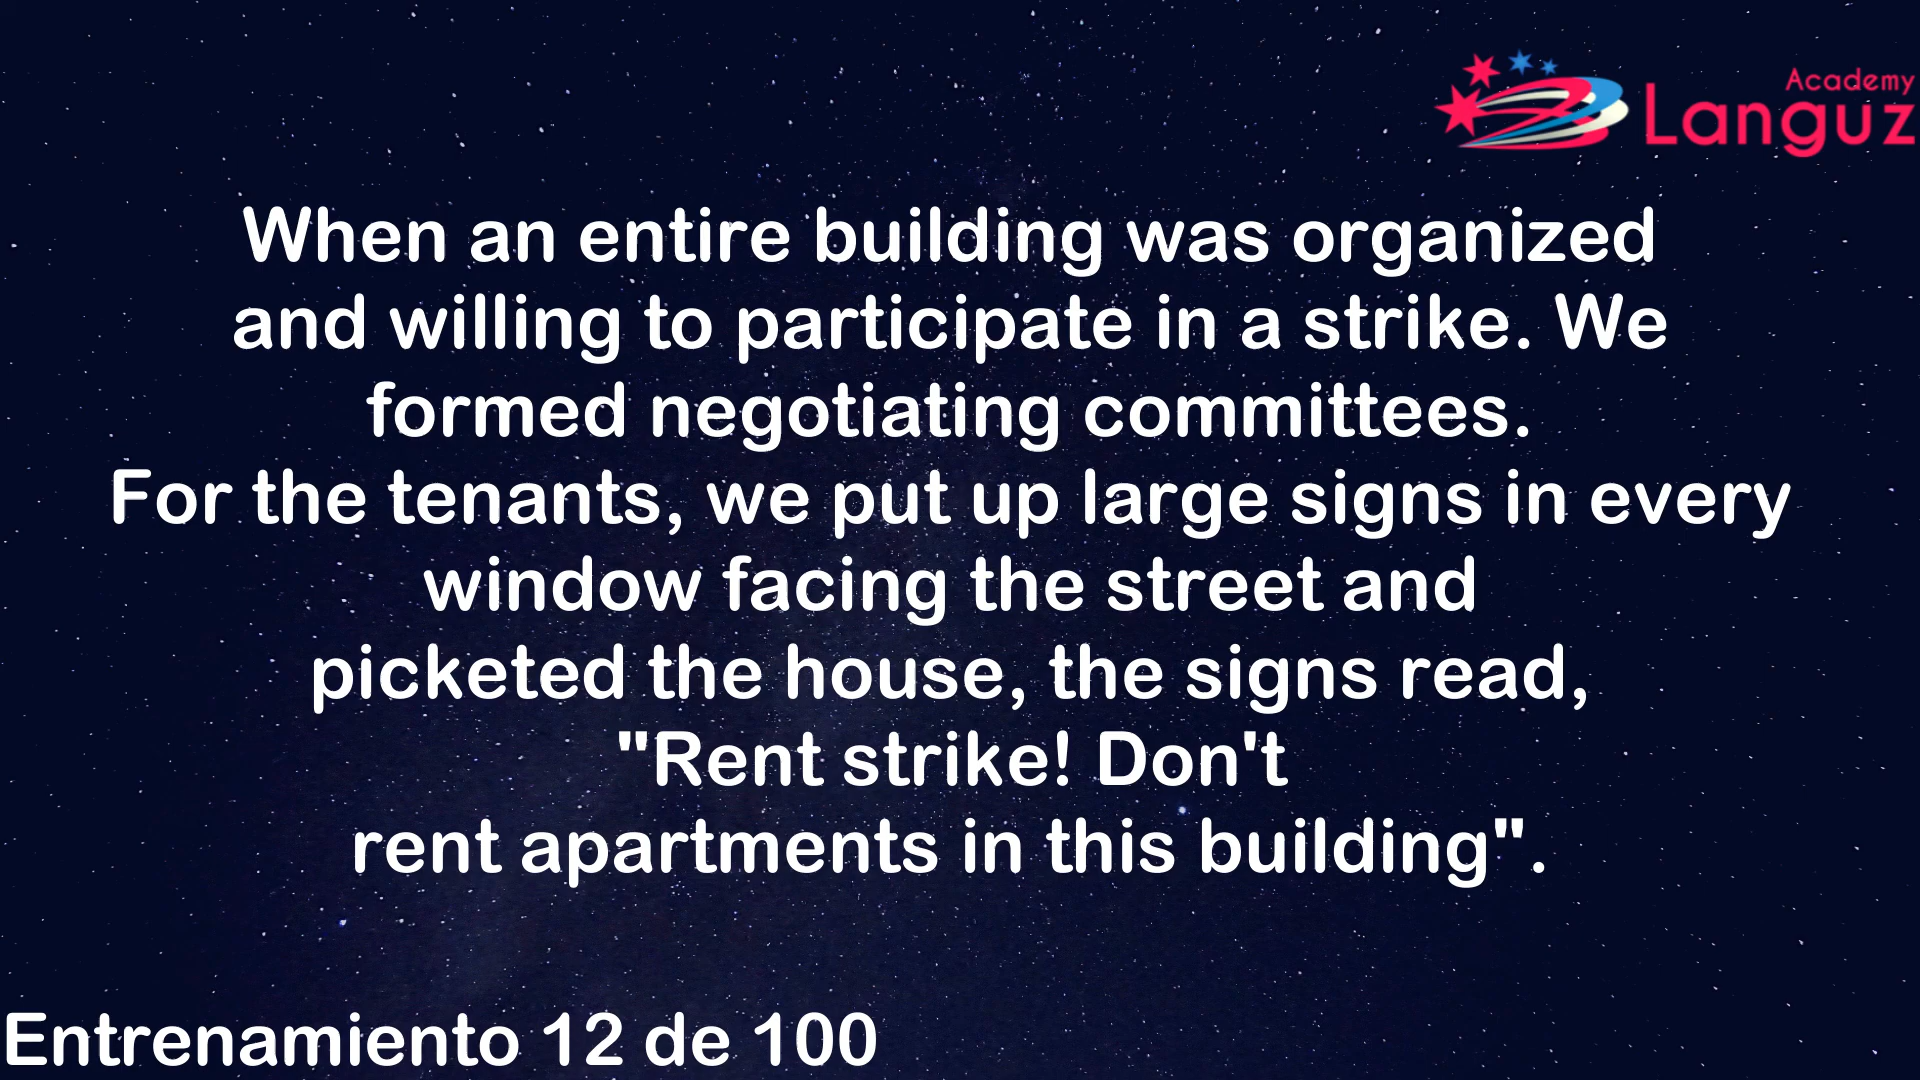 Academy
Languz
When an entire building was organized
and willing to participate in a strike. We
formed negotiating committees.
For the tenants, we put up large signs in every
window facing the street and
picketed the house, the signs read,
"Rent strike! Don't
rent apartments in this building".
Entrenamiento 12 de 100